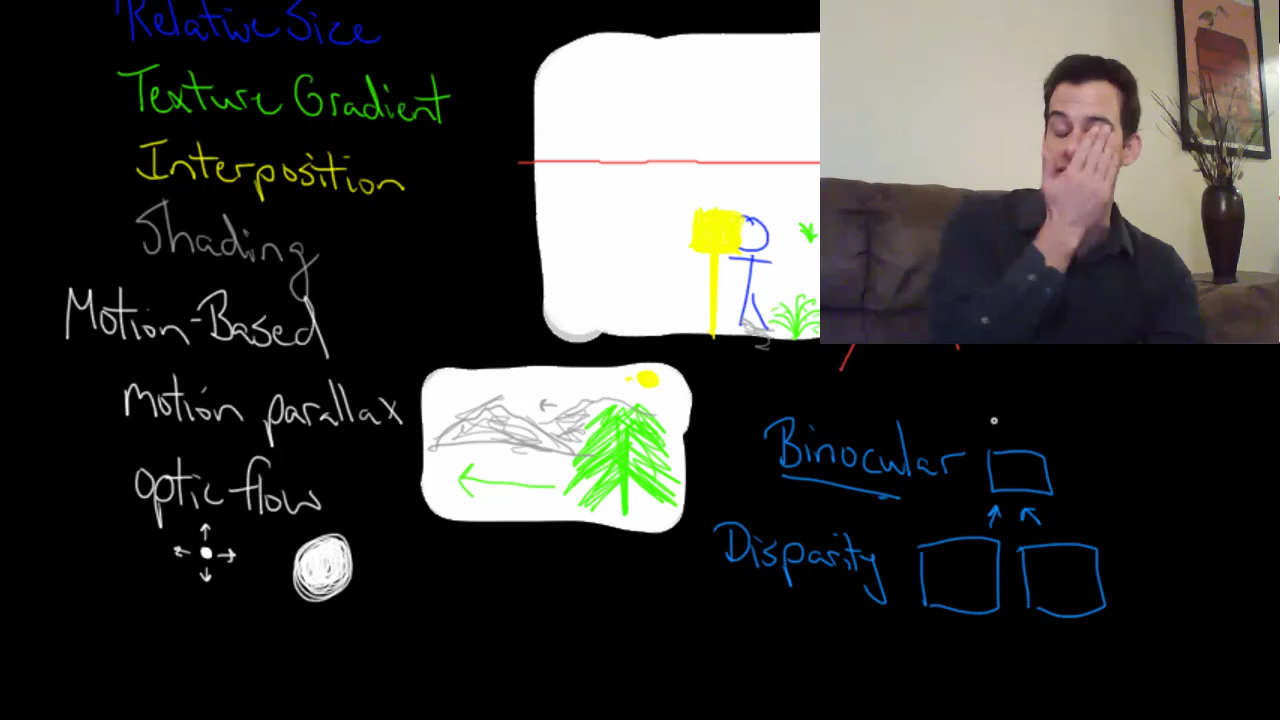 Relative Size
Texture Gradient
Interposition
Shading
Motion-Based
motion parallax
optic flow
Binocular
Disparity